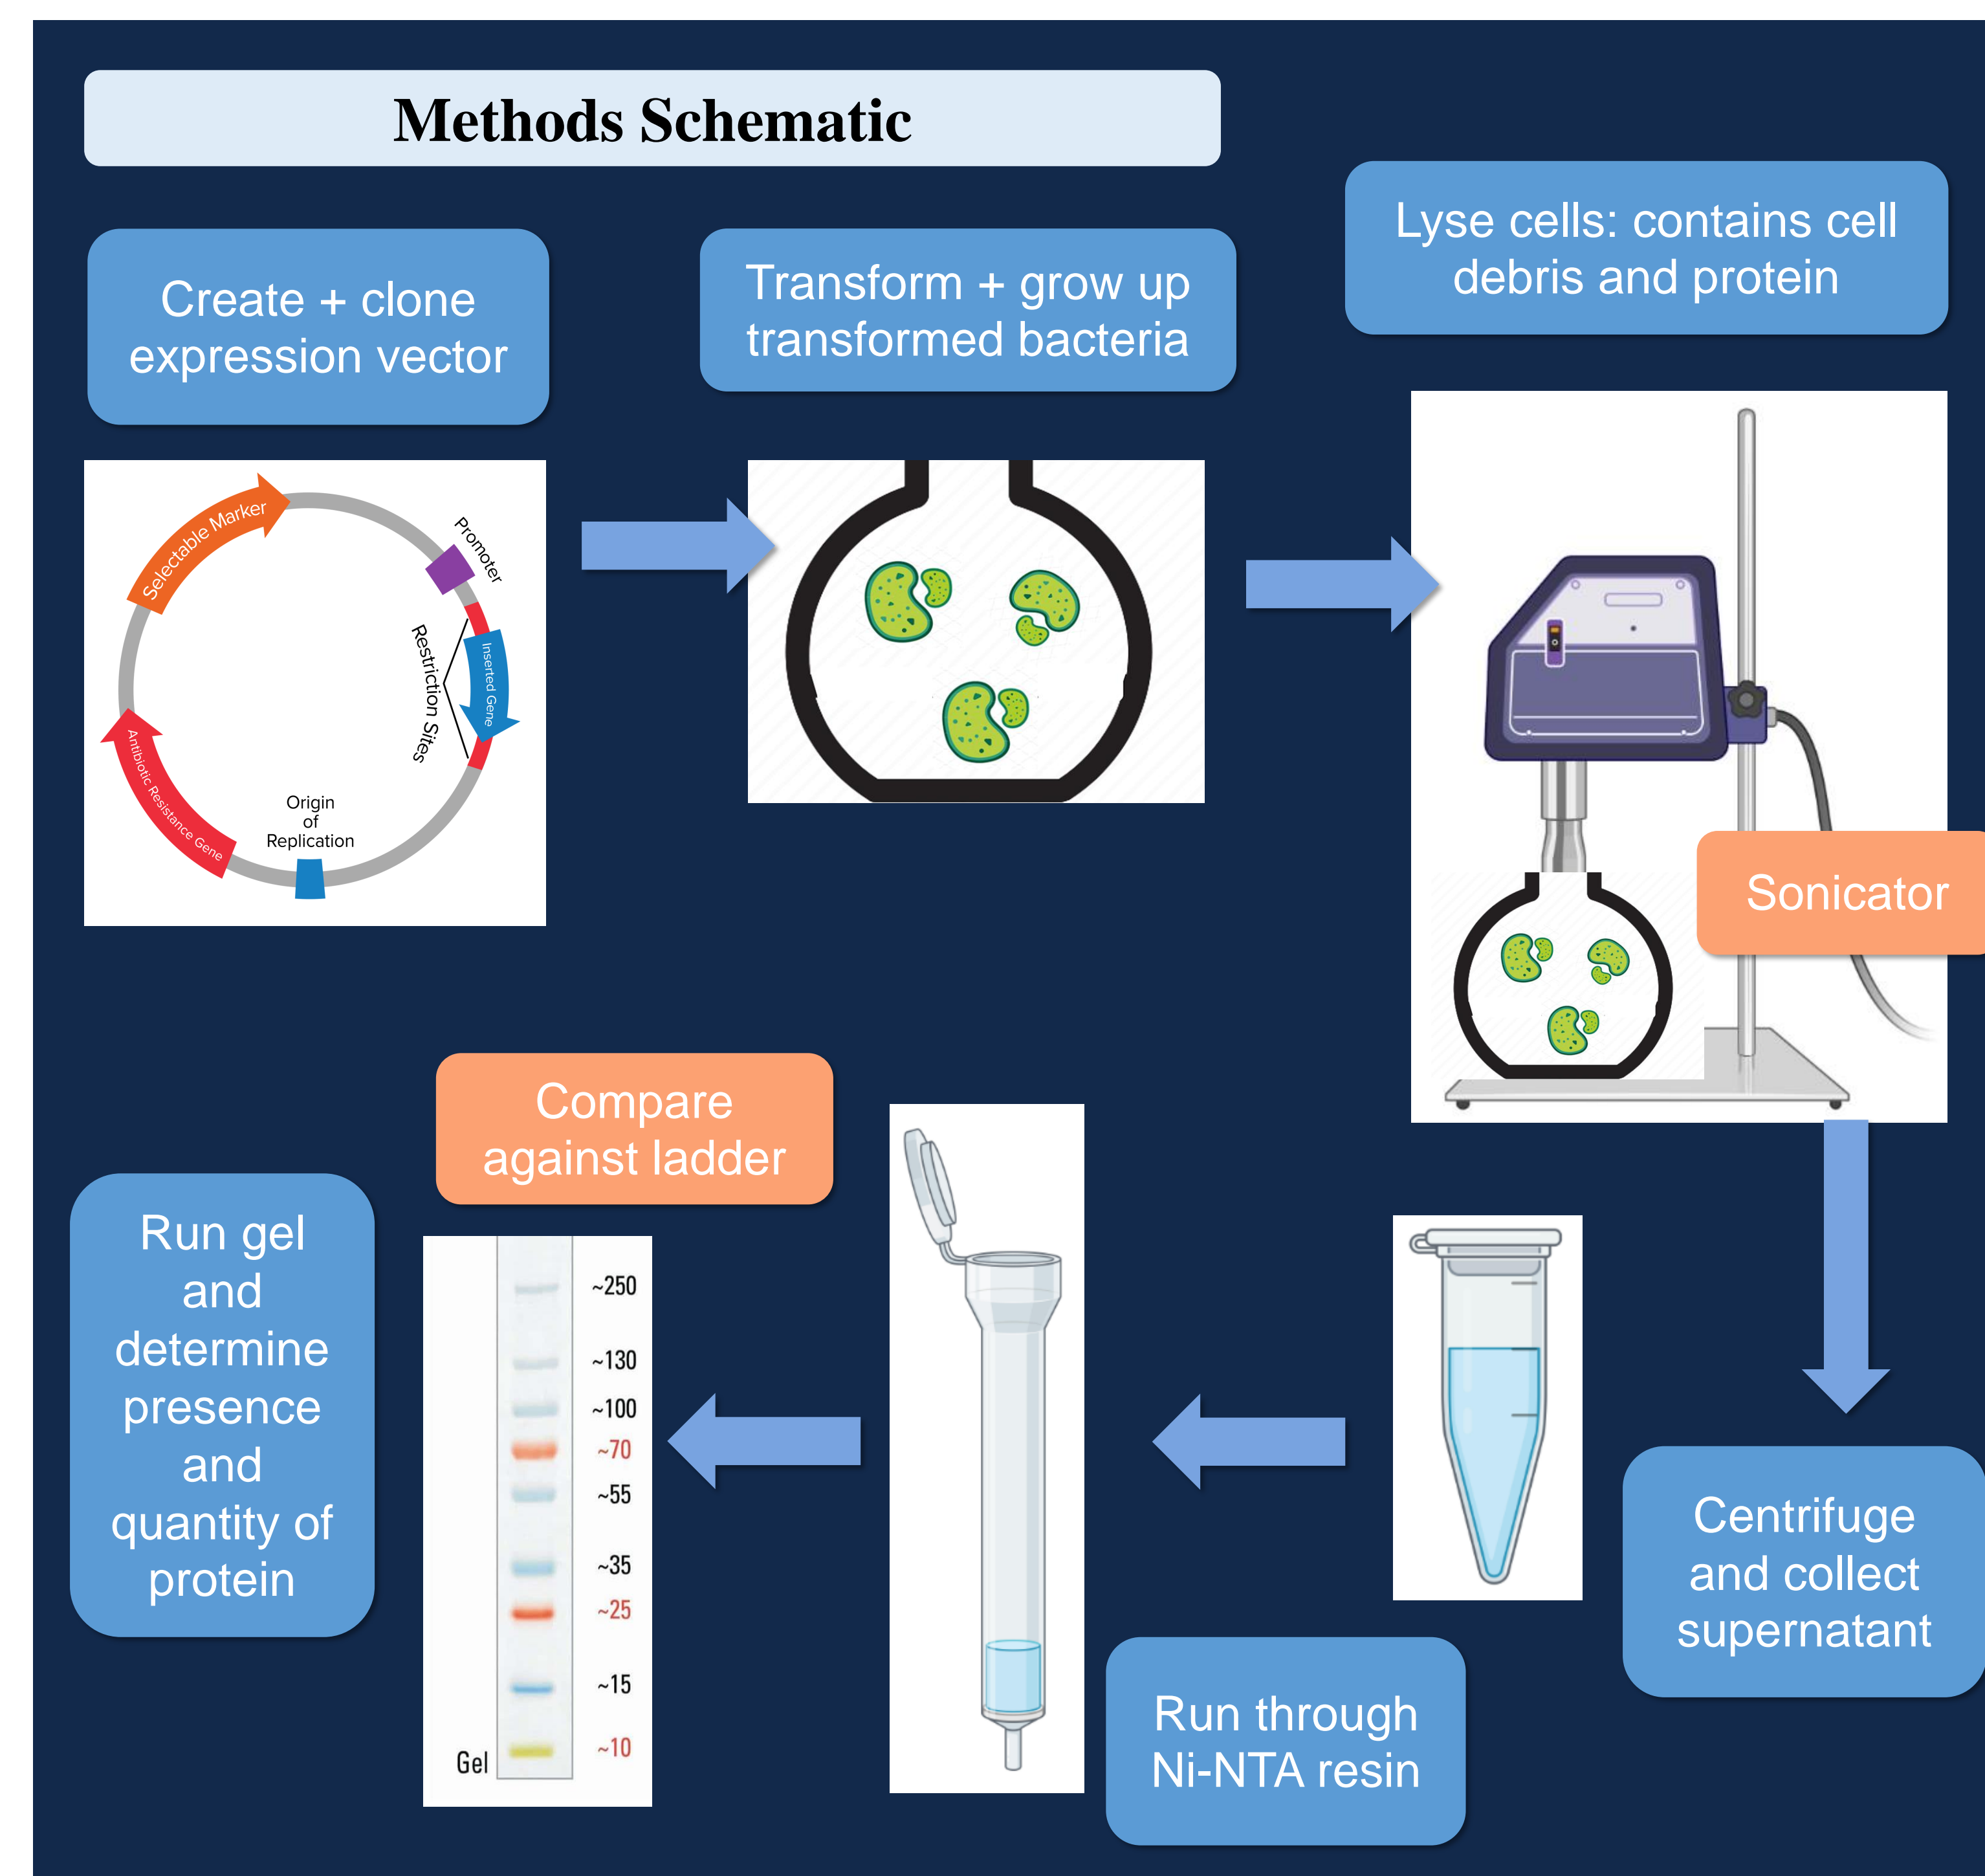 Methods Schematic
Create + clone
expression vector
Transform + grow up
transformed bacteria
Lyse cells: contains cell
debris and protein
Selectable Marker
Promoter
Restriction Sites
Inserted Gene
Antibiotic Resistance Gene
Origin
of
Replication
Sonicator
Centrifuge
and collect
supernatant
Run through
Ni-NTA resin
Compare
against ladder
~250
~130
~100
~70
~55
~35
~25
~15
~10
Gel
Run gel
and
determine
presence
and
quantity of
protein